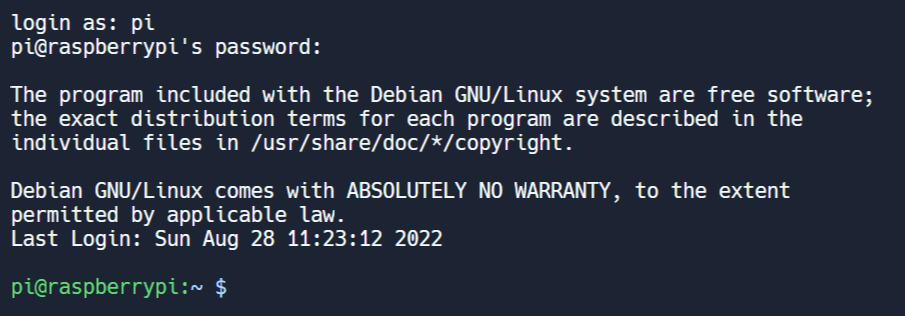 login as: pi
pi@raspberrypi's password:
The program included with the Debian GNU/Linux system are free software;
the exact distribution terms for each program are described in the
individual files in /usr/share/doc/*/copyright.
Debian GNU/Linux comes with ABSOLUTELY NO WARRANTY, to the extent
permitted by applicable law.
Last Login: Sun Aug 28 11:23:12 2022
pi@raspberrypi:~ $